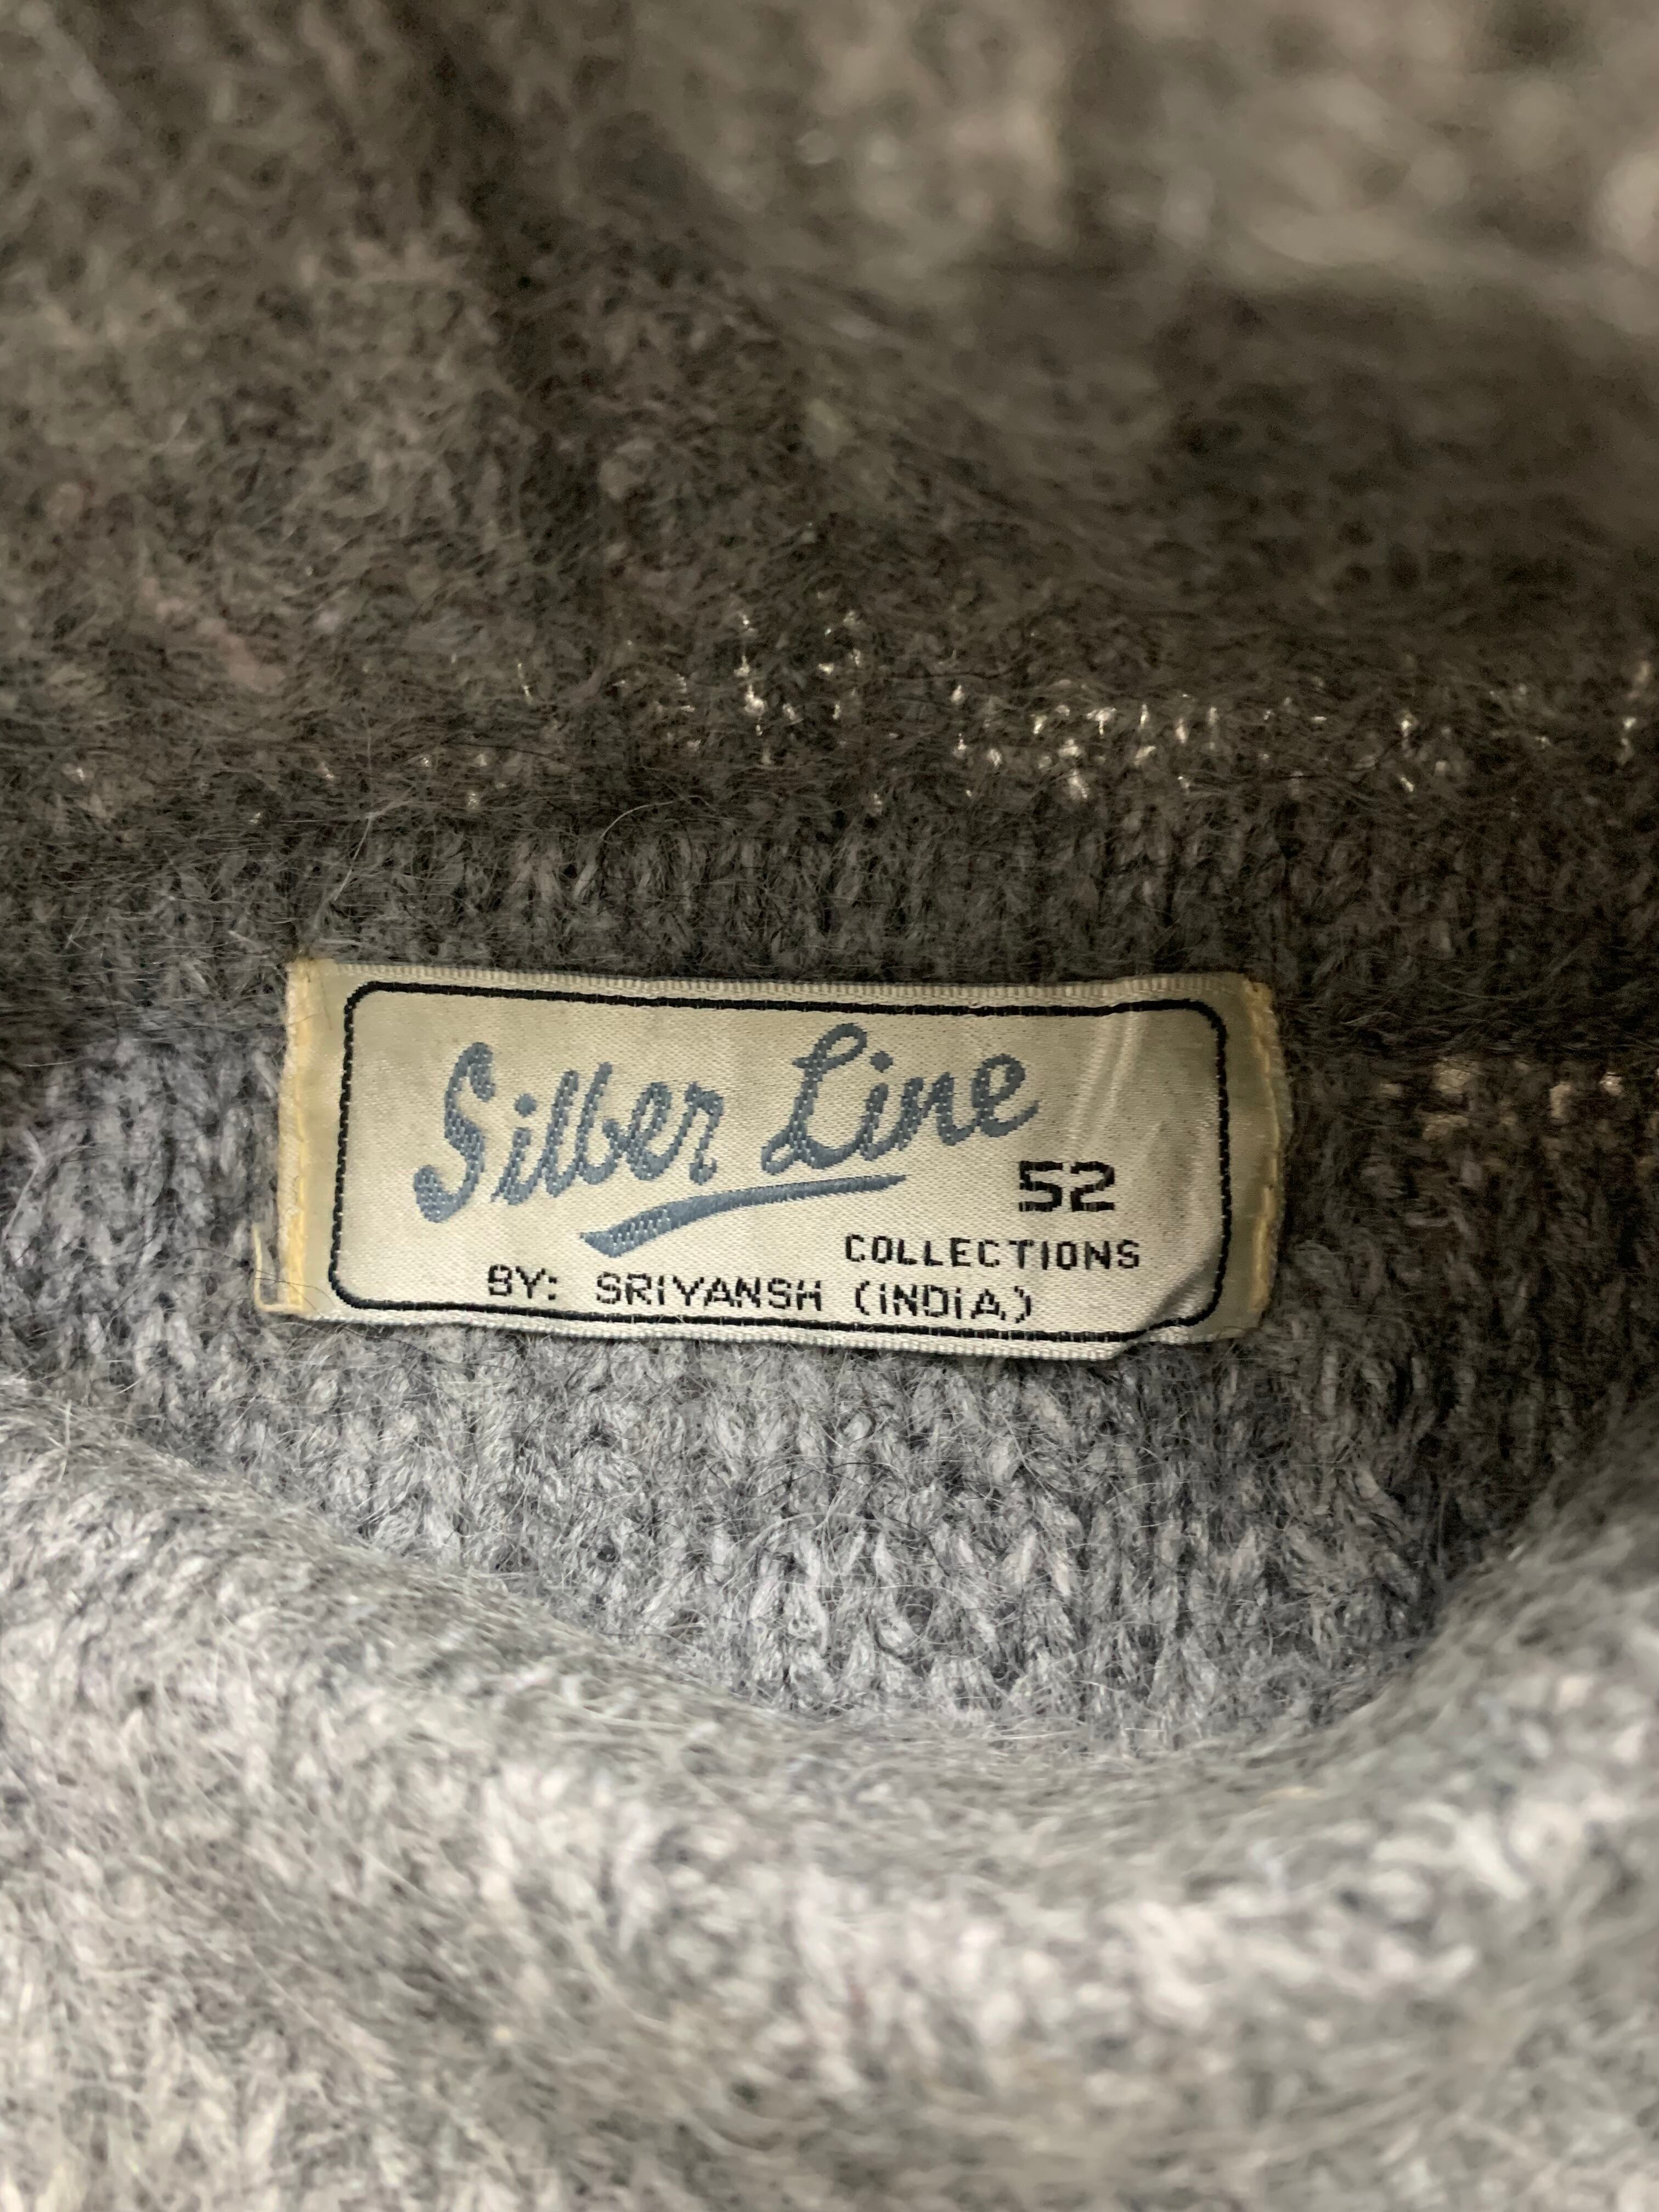 Silber Line
52
COLLECTIONS
BY: SRIYANSH (INDIA)